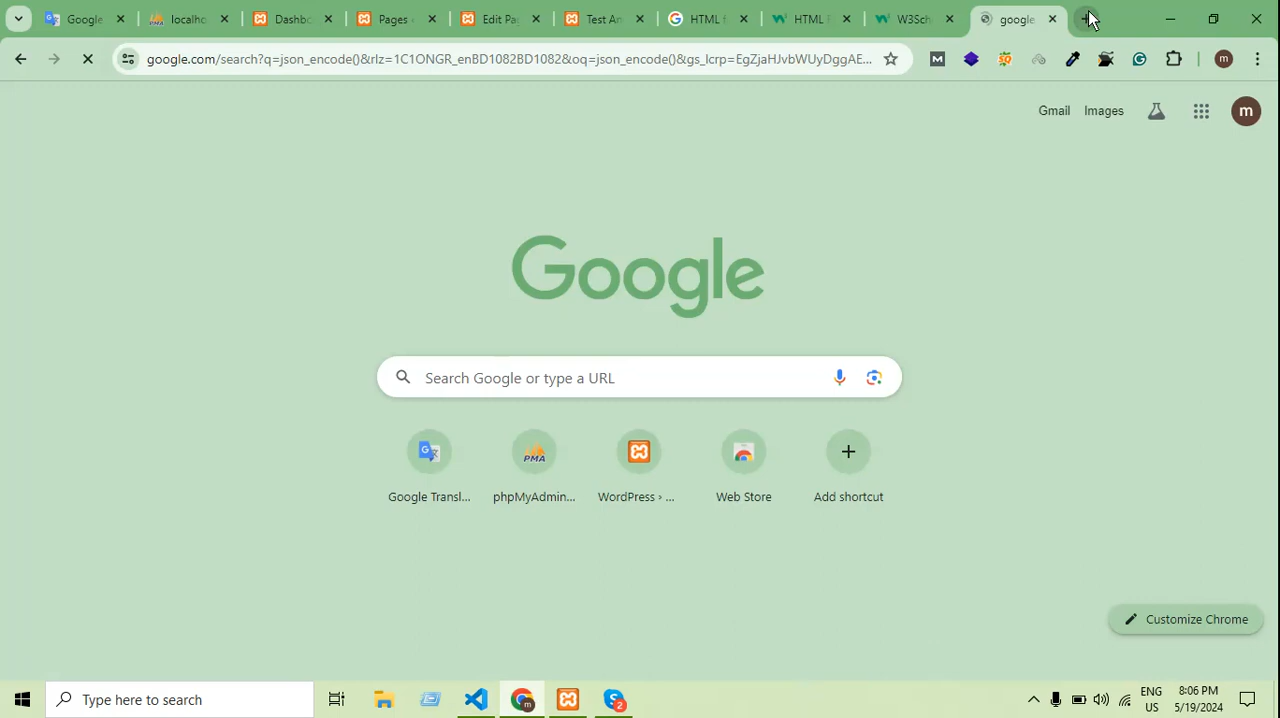 Google
localho
Dashbo
Pages
Edit Pa
Test An
HTML f
HTML F
W3Sch
google
google.com/search?q=json_encode()&rlz=1C1ONGR_enBD1082BD1082&oq=json_encode()&gs_lcrp=EgZjaHJvbWUyDggAE...
m
Gmail
Images
m
Google
Search Google or type a URL
Google Transl...
phpMyAdmin...
WordPress › ...
Web Store
Add shortcut
Customize Chrome
Type here to search
2
ENG
US
8:06 PM
5/19/2024